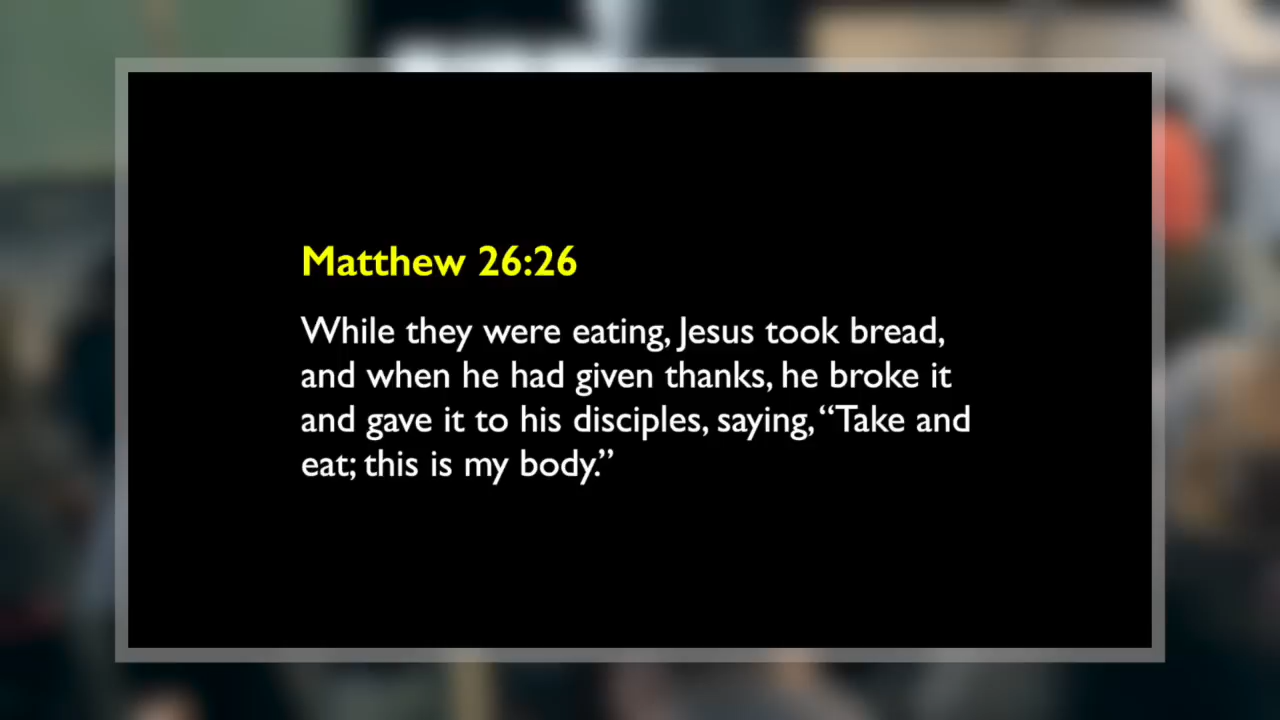 Matthew 26:26
While they were eating, Jesus took bread,
and when he had given thanks, he broke it
and gave it to his disciples, saying, “Take and
eat; this is my body.”